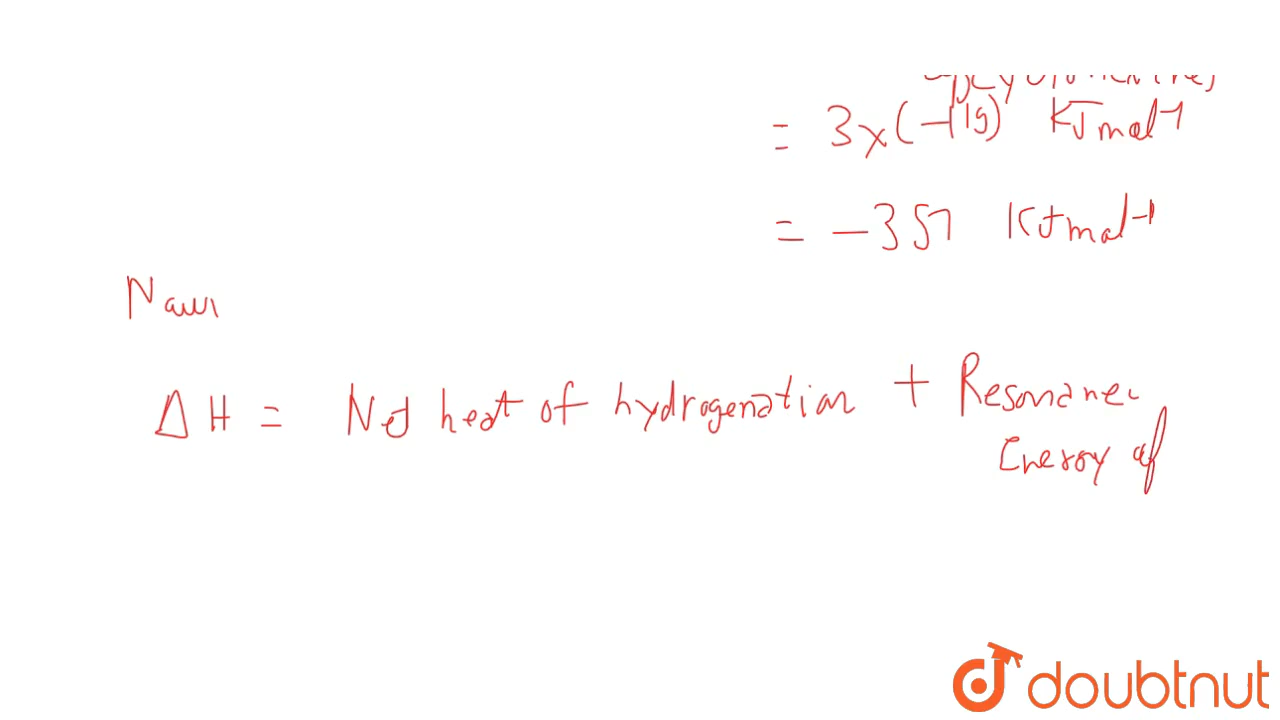 = 3x(-119) KJmol-1
= -357 KJmol-1
Now
ΔH = Net heat of hydrogenation + Resonance
Energy of
doubtnut